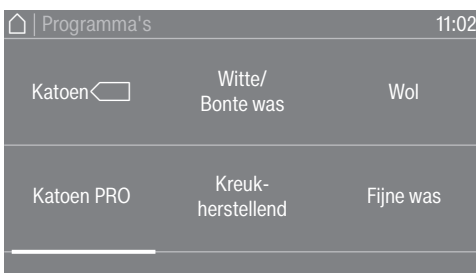 Programma's 11:02
Katoen
Witte/
Bonte was
Wol
Katoen PRO
Kreuk-
herstellend
Fijne was